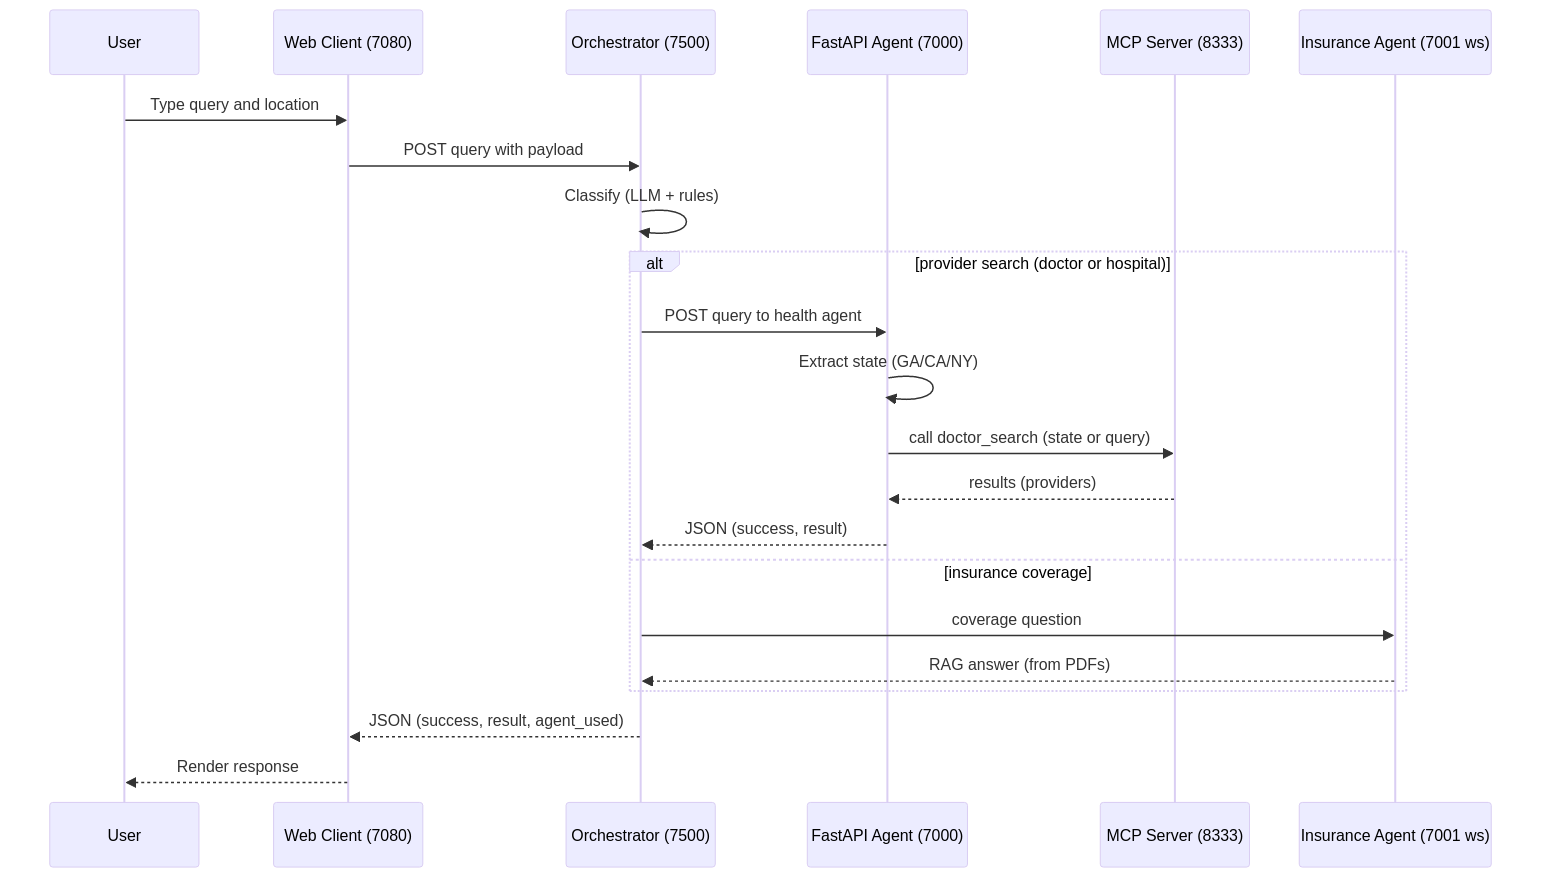 User
Web Client (7080)
Orchestrator (7500)
FastAPI Agent (7000)
MCP Server (8333)
Insurance Agent (7001 ws)
Type query and location
POST query with payload
Classify (LLM + rules)
alt
[provider search (doctor or hospital)]
POST query to health agent
Extract state (GA/CA/NY)
call doctor_search (state or query)
results (providers)
JSON (success, result)
[insurance coverage]
coverage question
RAG answer (from PDFs)
JSON (success, result, agent_used)
Render response
User
Web Client (7080)
Orchestrator (7500)
FastAPI Agent (7000)
MCP Server (8333)
Insurance Agent (7001 ws)